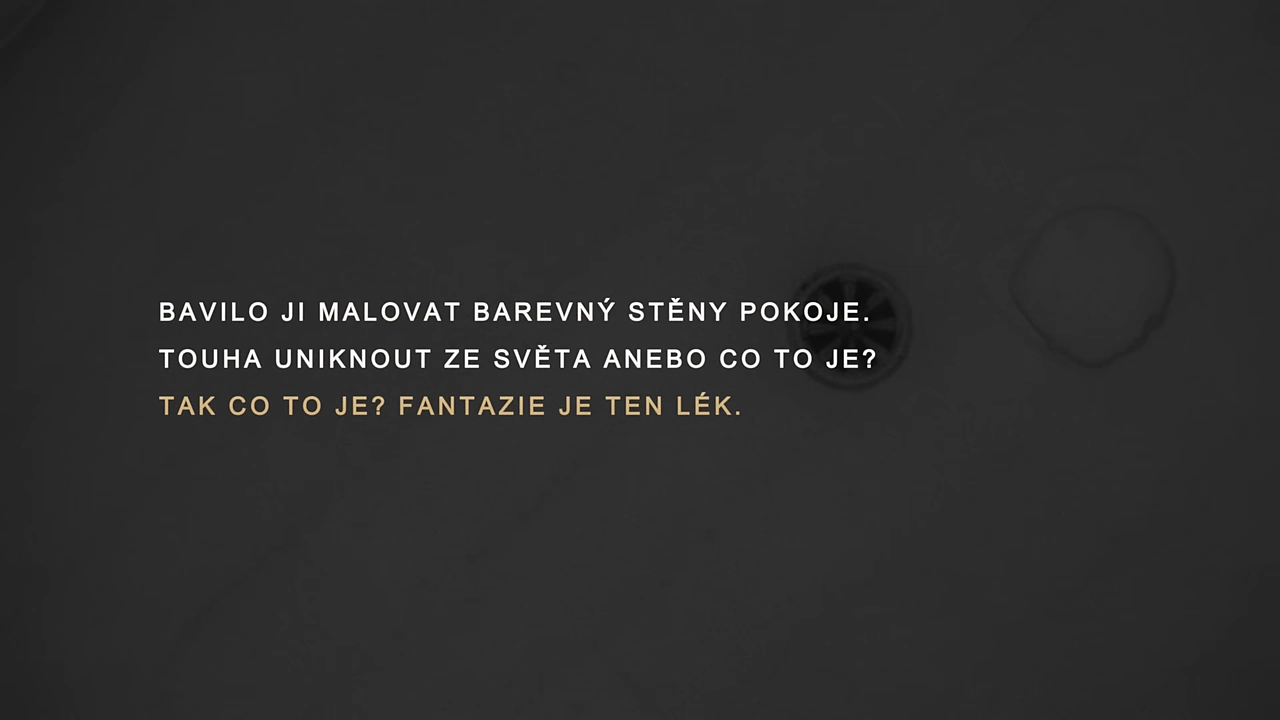 BAVILO JI MALOVAT BAREVNÝ STĚNY POKOJE.
TOUHA UNIKNOUT ZE SVĚTA ANEBO CO TO JE?
TAK CO TO JE? FANTAZIE JE TEN LÉK.